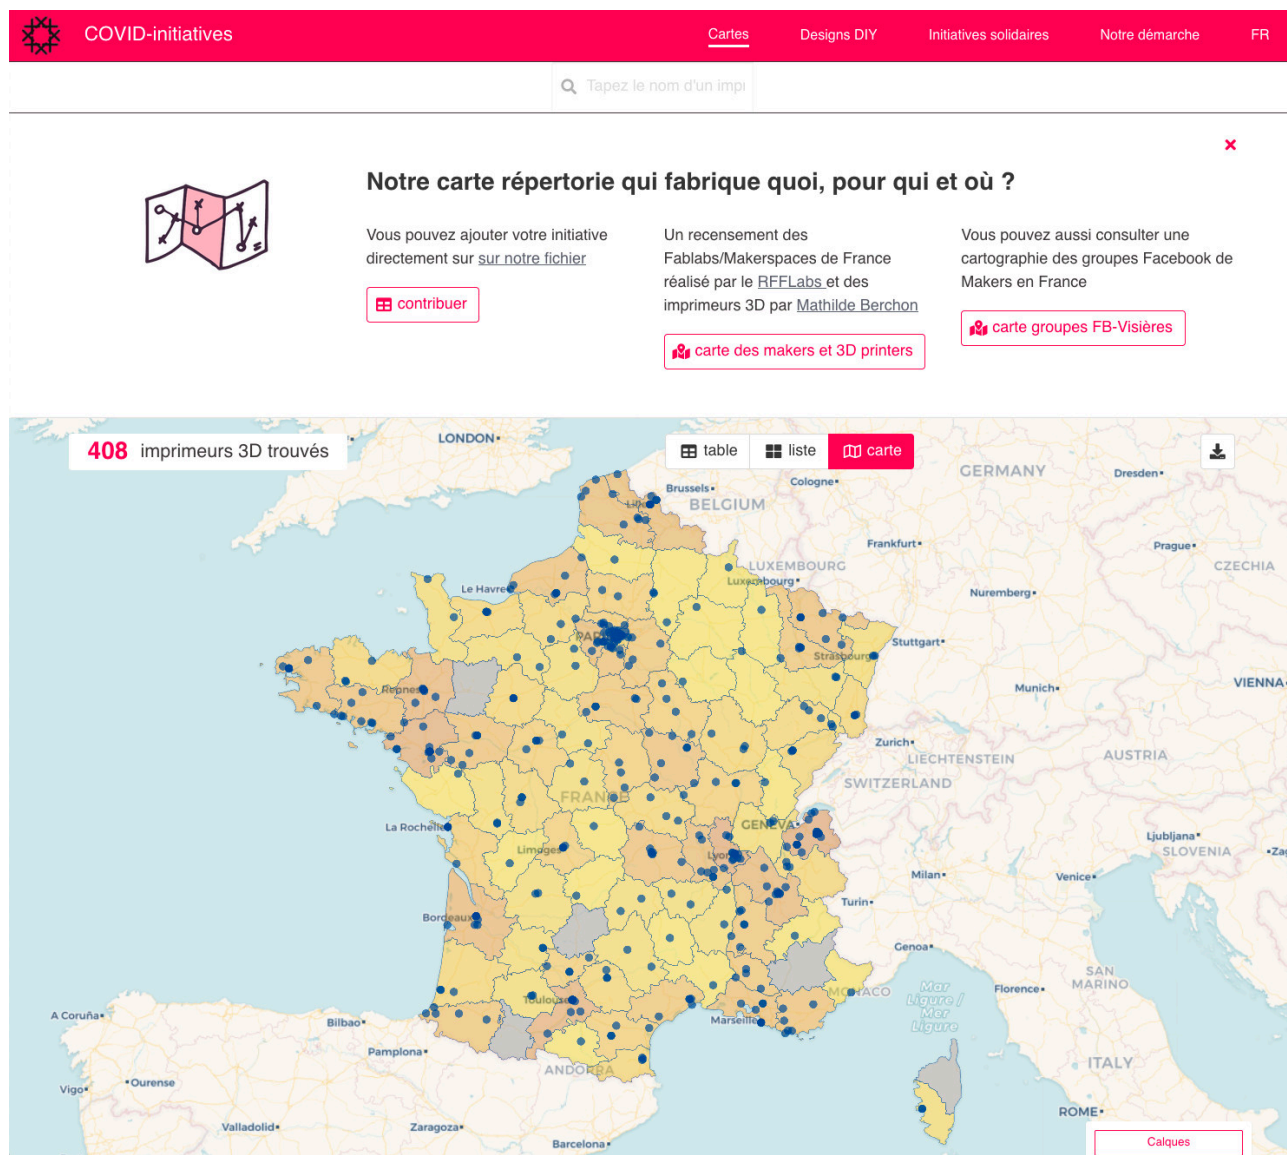 COVID-initiatives
Cartes
Designs DIY
Initiatives solidaires
Notre démarche
FR
Tapez le nom d'un impr
Notre carte répertorie qui fabrique quoi, pour qui et où ?
Vous pouvez ajouter votre initiative
directement sur sur notre fichier
contribuer
Un recensement des
Fablabs/Makerspaces de France
réalisé par le RFFLabs et des
imprimeurs 3D par Mathilde Berchon
carte des makers et 3D printers
Vous pouvez aussi consulter une
cartographie des groupes Facebook de
Makers en France
carte groupes FB-Visières
408 imprimeurs 3D trouvés
table
liste
carte
LONDON
Brussels
BELGIUM
Cologne
GERMANY
Dresden
Lille
Frankfurt
Prague
CZECHIA
LUXEMBOURG
Luxembourg
Le Havre
Nuremberg
PARIS
Strasbourg
Stuttgart
Rennes
Munich
VIENNA
Zurich
LIECHTENSTEIN
AUSTRIA
SWITZERLAND
FRANCE
La Rochelle
GENEVA
Ljubljana
SLOVENIA
Zag
Limoges
Lyon
Milan
Venice
Turin
Bordeaux
Genoa
SAN
MARINO
MONACO
Mar
Ligure /
Mer
Ligure
Florence
Toulouse
Marseille
A Coruña
Bilbao
Pamplona
ANDORRA
ITALY
Vigo
Ourense
Valladolid
Zaragoza
Barcelona
ROME
Calques